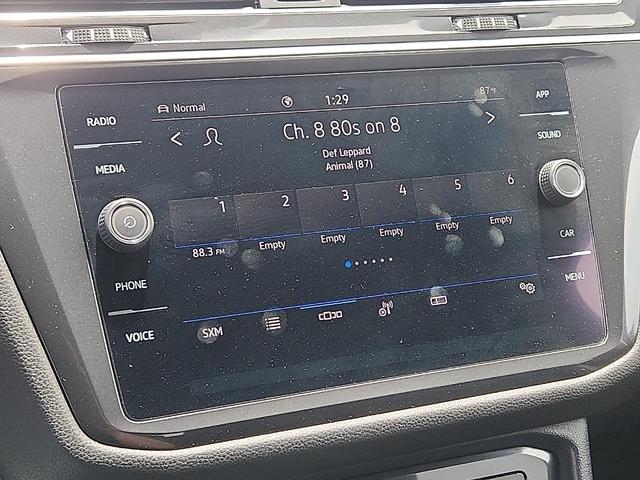 RADIO
MEDIA
PHONE
VOICE
Normal
1:29
87°F
Ch. 8 80s on 8
Def Leppard
Animal (87)
1 2 3 4 5 6
88.3 FM Empty Empty Empty Empty Empty
SXM
APP
SOUND
CAR
MENU